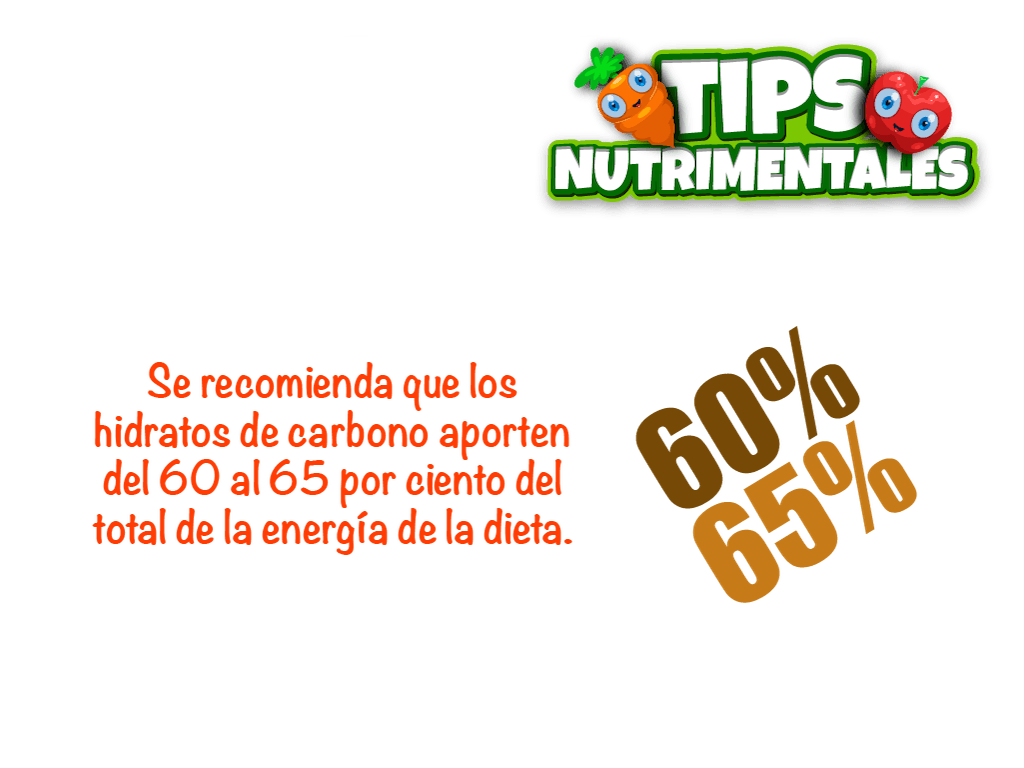 TIPS
NUTRIMENTALES
Se recomienda que los
hidratos de carbono aporten
del 60 al 65 por ciento del
total de la energía de la dieta.
60%
65%